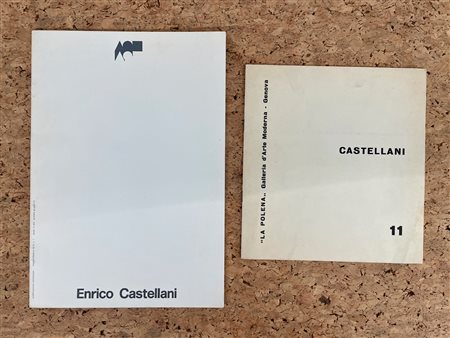 Enrico Castellani
"LA POLENA„ Galleria d'Arte Moderna - Genova
CASTELLANI
11